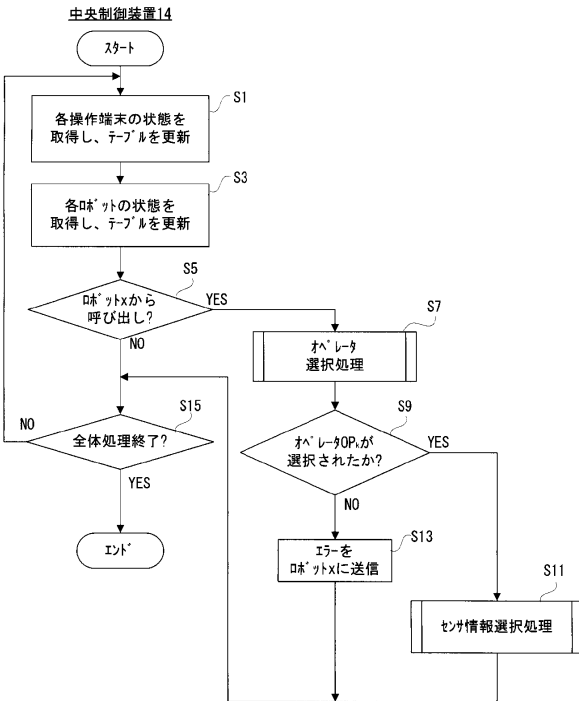 中央制御装置14
スタート
S1
各操作端末の状態を
取得し、テーブルを更新
S3
各ロボットの状態を
取得し、テーブルを更新
S5
ロボットxから
呼び出し?
YES
NO
S7
オペレータ
選択処理
S15
全体処理終了?
NO
YES
エンド
S9
オペレータOPkが
選択されたか?
YES
NO
S13
エラーを
ロボットxに送信
S11
センサ情報選択処理